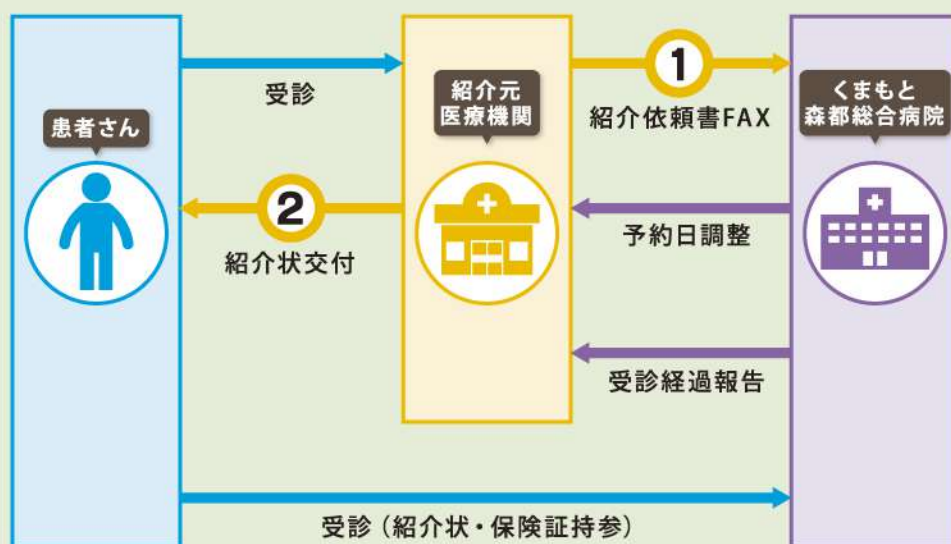 患者さん
受診
紹介元
医療機関
1
紹介依頼書FAX
くまもと
森都総合病院
2
紹介状交付
予約日調整
受診経過報告
受診（紹介状・保険証持参）